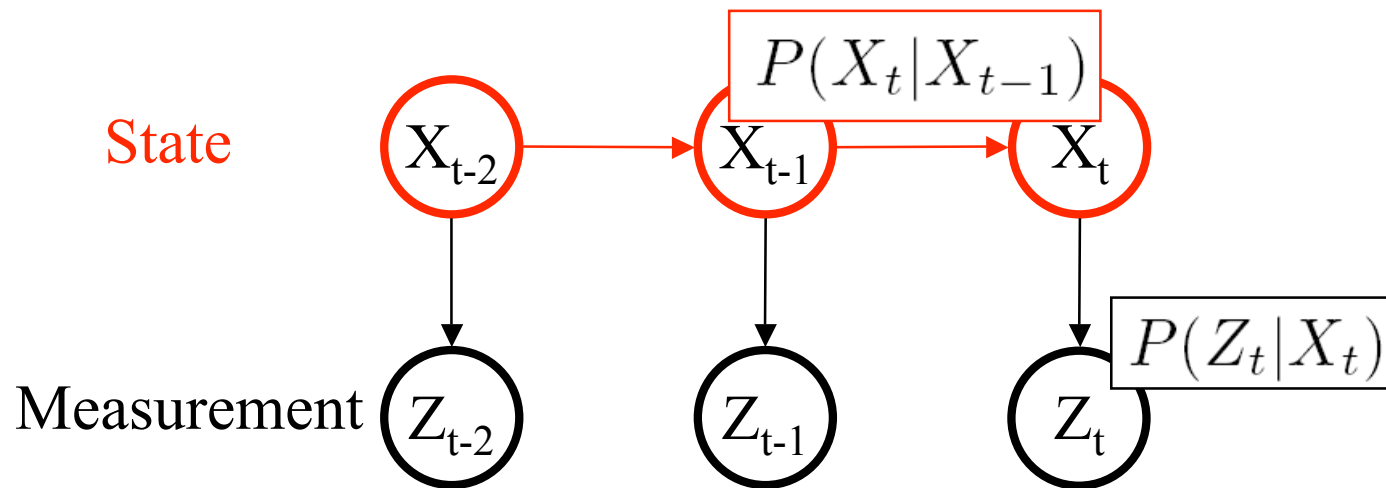 P(X_t|X_{t-1})
State X_{t-2} X_{t-1} X_t
P(Z_t|X_t)
Measurement Z_{t-2} Z_{t-1} Z_t